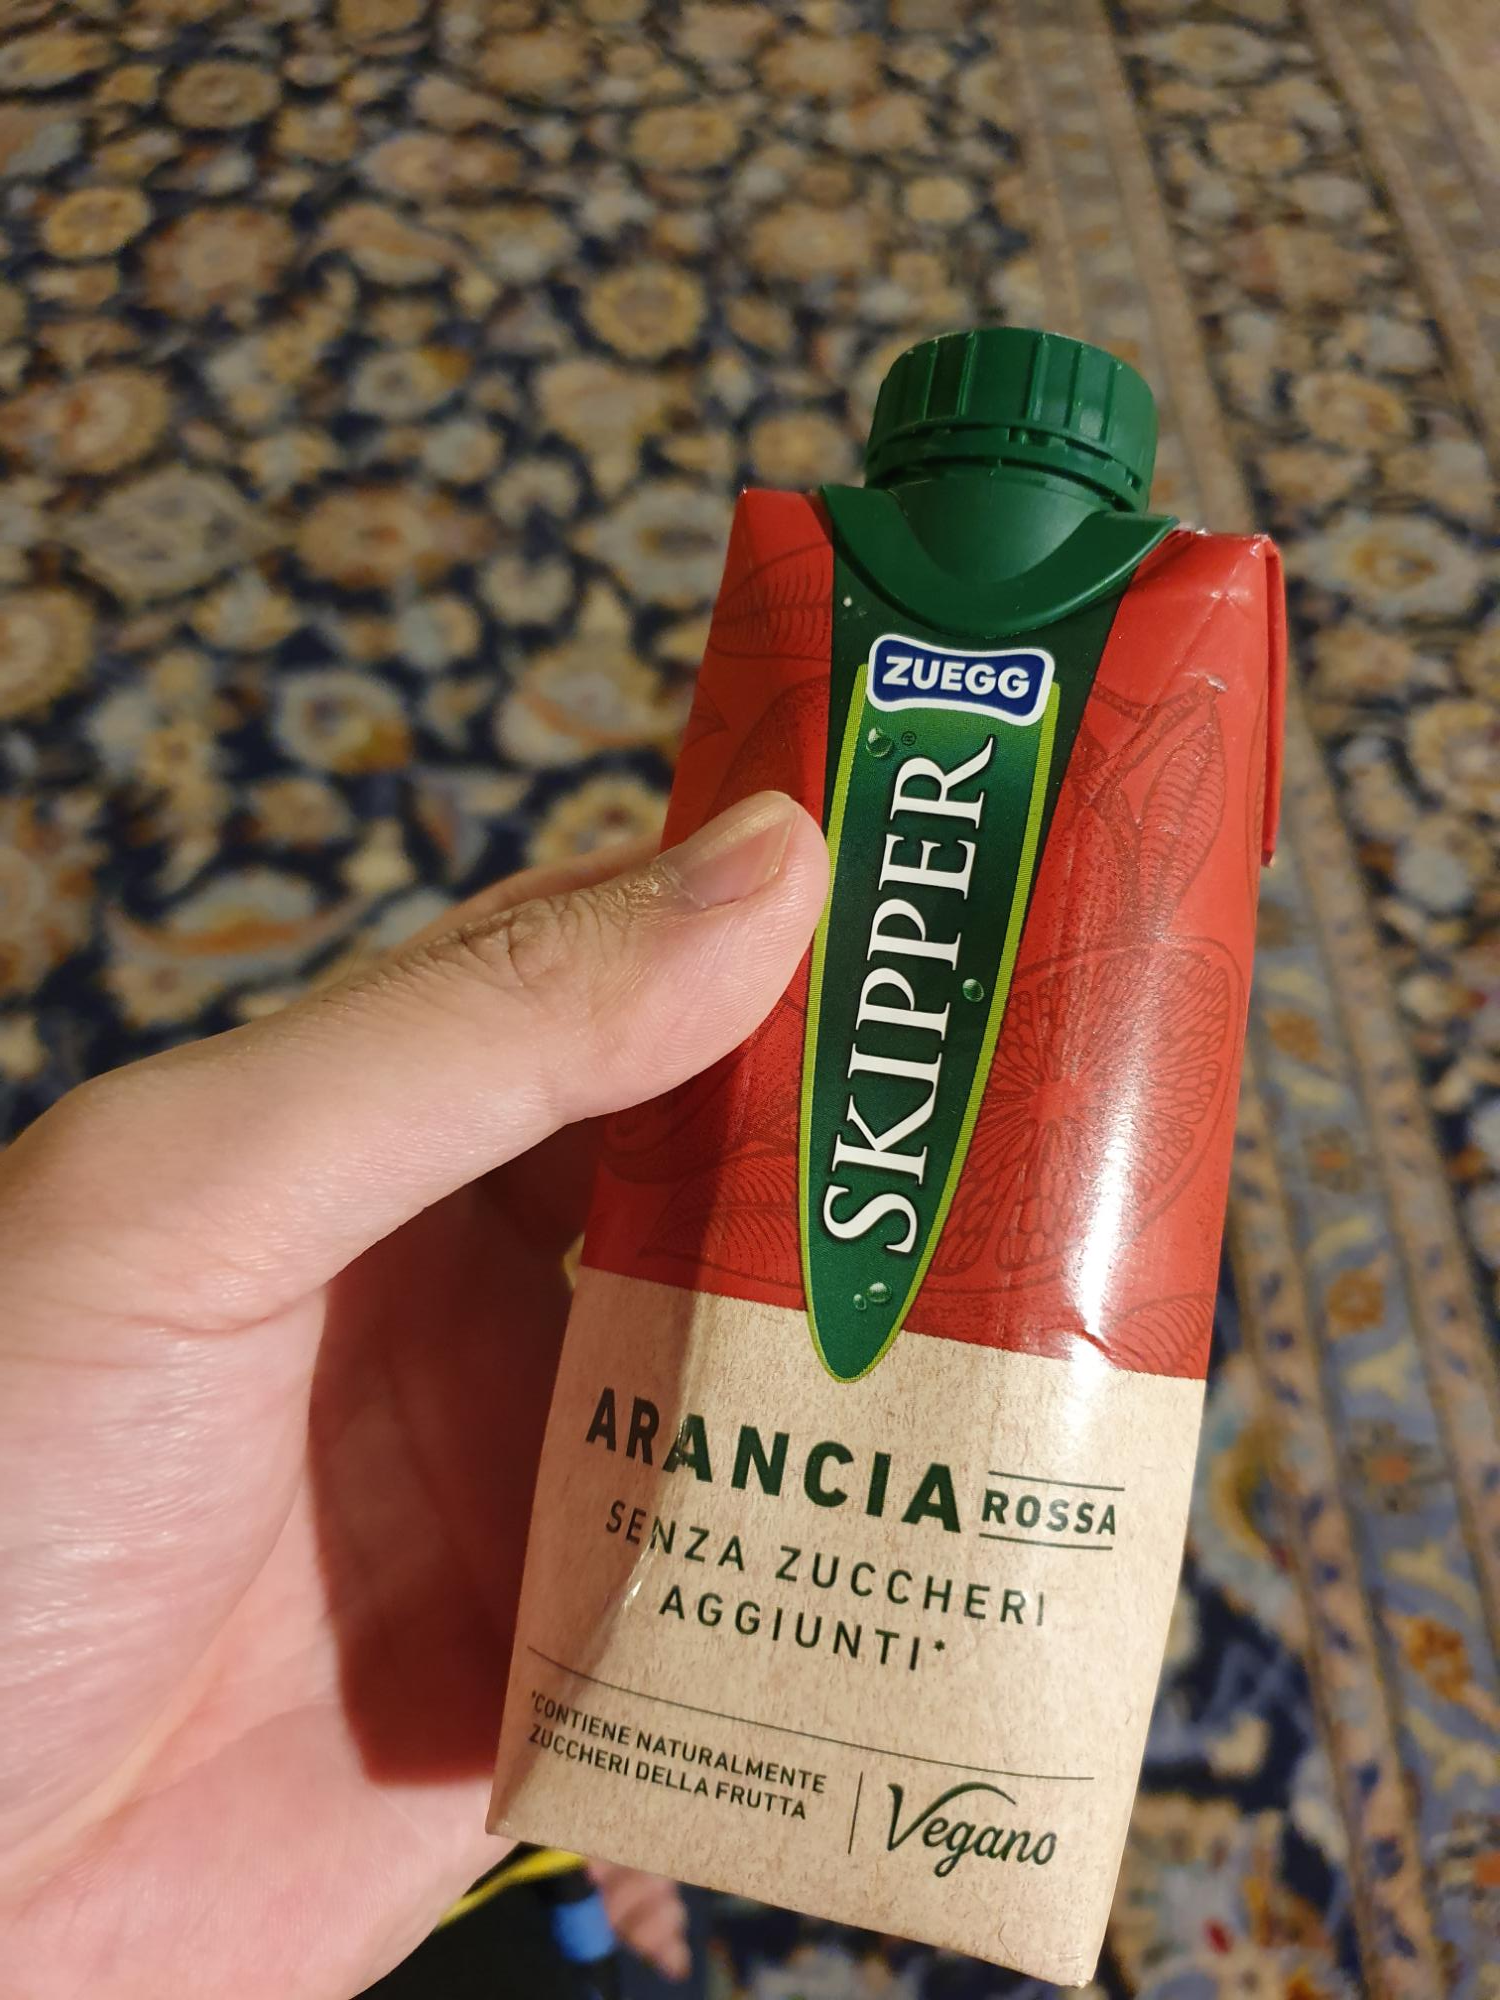 ZUEGG
SKIPPER
®
ARANCIA ROSSA
SENZA ZUCCHERI
AGGIUNTI*
*CONTIENE NATURALMENTE
ZUCCHERI DELLA FRUTTA
Vegano